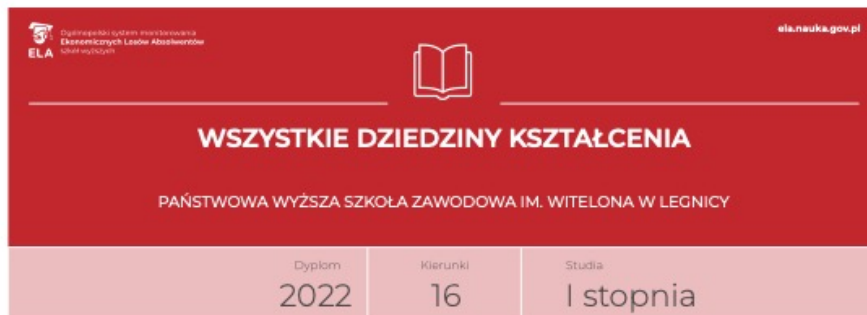 Ogólnopolski system monitorowania
Ekonomicznych Losów Absolwentów
szkół wyższych
ELA
ela.nauka.gov.pl
WSZYSTKIE DZIEDZINY KSZTAŁCENIA
PAŃSTWOWA WYŻSZA SZKOŁA ZAWODOWA IM. WITELONA W LEGNICY
Dyplom
2022
Kierunki
16
Studia
I stopnia